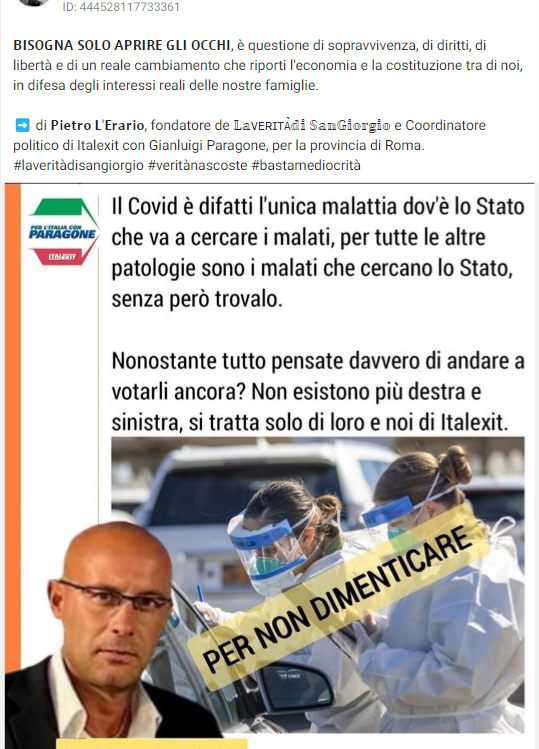 ID: 444528117733361
BISOGNA SOLO APRIRE GLI OCCHI, è questione di sopravvivenza, di diritti, di
libertà e di un reale cambiamento che riporti l'economia e la costituzione tra di noi,
in difesa degli interessi reali delle nostre famiglie.
➡️ di Pietro L'Erario, fondatore de 𝕃𝕒VERITÀ𝕕𝕚 𝕊𝕒𝕟𝔾𝕚𝕠𝕣𝕘𝕚𝕠 e Coordinatore
politico di Italexit con Gianluigi Paragone, per la provincia di Roma.
#laveritàdisangiorgio #veritànascoste #bastamediocrità
PER L'ITALIA CON
PARAGONE
ITALEXIT
Il Covid è difatti l'unica malattia dov'è lo Stato
che va a cercare i malati, per tutte le altre
patologie sono i malati che cercano lo Stato,
senza però trovalo.
Nonostante tutto pensate davvero di andare a
votarli ancora? Non esistono più destra e
sinistra, si tratta solo di loro e noi di Italexit.
PER NON DIMENTICARE